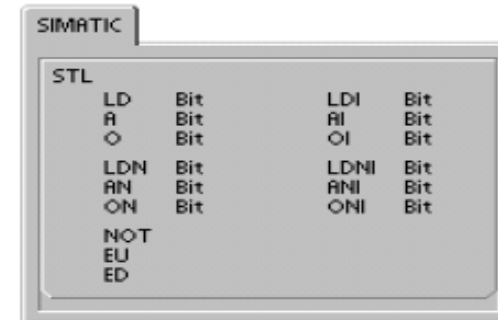 SIMATIC
STL
LD Bit LDI Bit
A Bit AI Bit
O Bit OI Bit
LDN Bit LDNI Bit
AN Bit ANI Bit
ON Bit ONI Bit
NOT
EU
ED